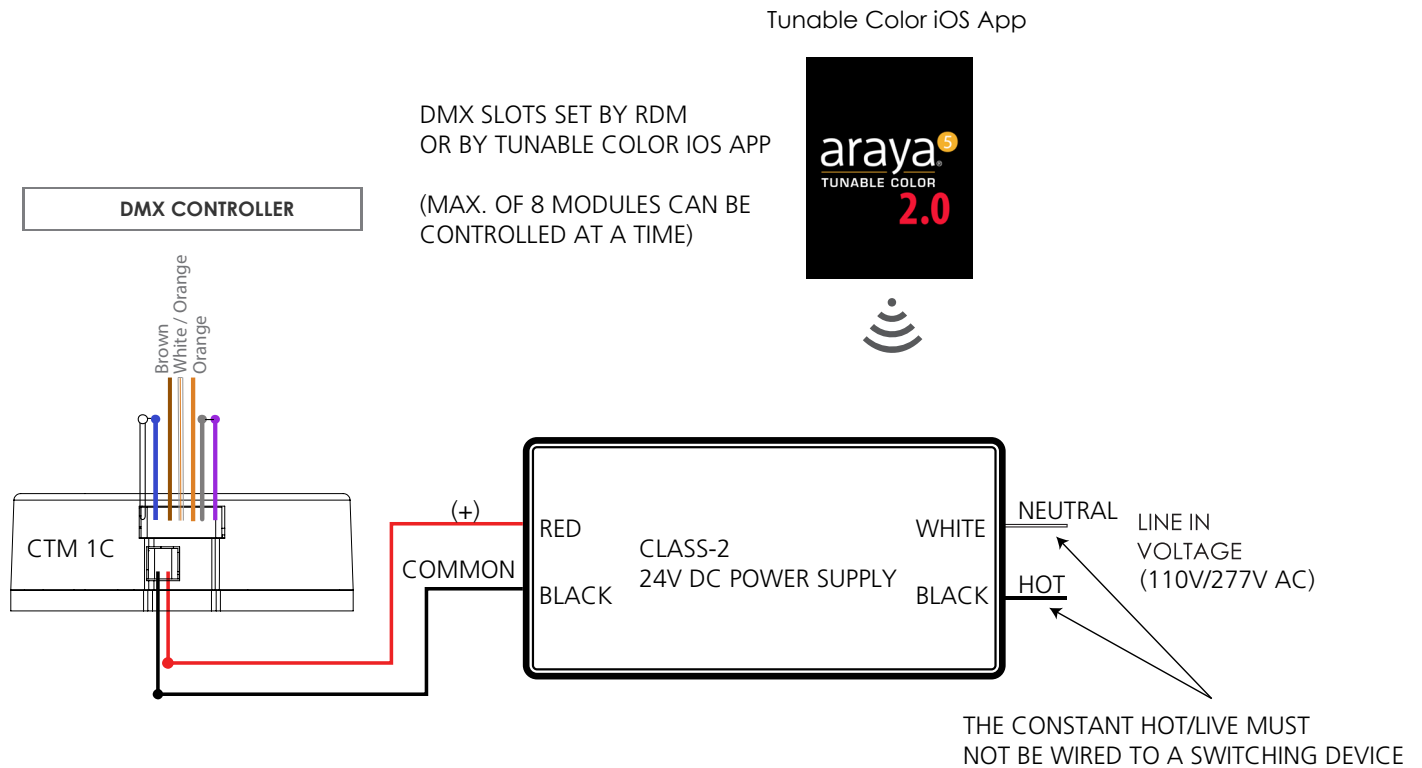 Tunable Color iOS App
DMX SLOTS SET BY RDM
OR BY TUNABLE COLOR IOS APP
(MAX. OF 8 MODULES CAN BE
CONTROLLED AT A TIME)
araya® 5
TUNABLE COLOR
2.0
DMX CONTROLLER
Brown
White / Orange
Orange
CTM 1C
(+)
COMMON
RED
BLACK
CLASS-2
24V DC POWER SUPPLY
WHITE
BLACK
NEUTRAL
HOT
LINE IN
VOLTAGE
(110V/277V AC)
THE CONSTANT HOT/LIVE MUST
NOT BE WIRED TO A SWITCHING DEVICE